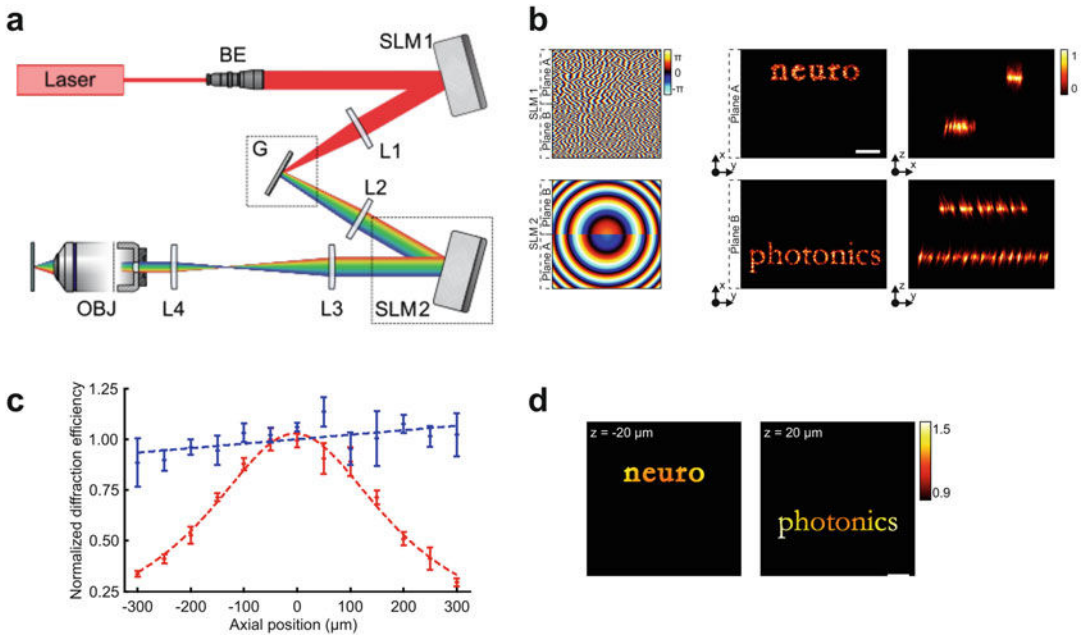 a
Laser
BE
SLM1
L1
G
L2
OBJ
L4
L3
SLM2
b
SLM 1
Plane B
Plane A
π
0
-π
Plane A
neuro
x
y
z
x
1
0
SLM 2
Plane A
Plane B
Plane B
photonics
x
y
z
y
c
Normalized diffraction efficiency
1.25
1.00
0.75
0.50
0.25
-300
-200
-100
0
100
200
300
Axial position (µm)
d
z = -20 µm
neuro
z = 20 µm
photonics
1.5
0.9